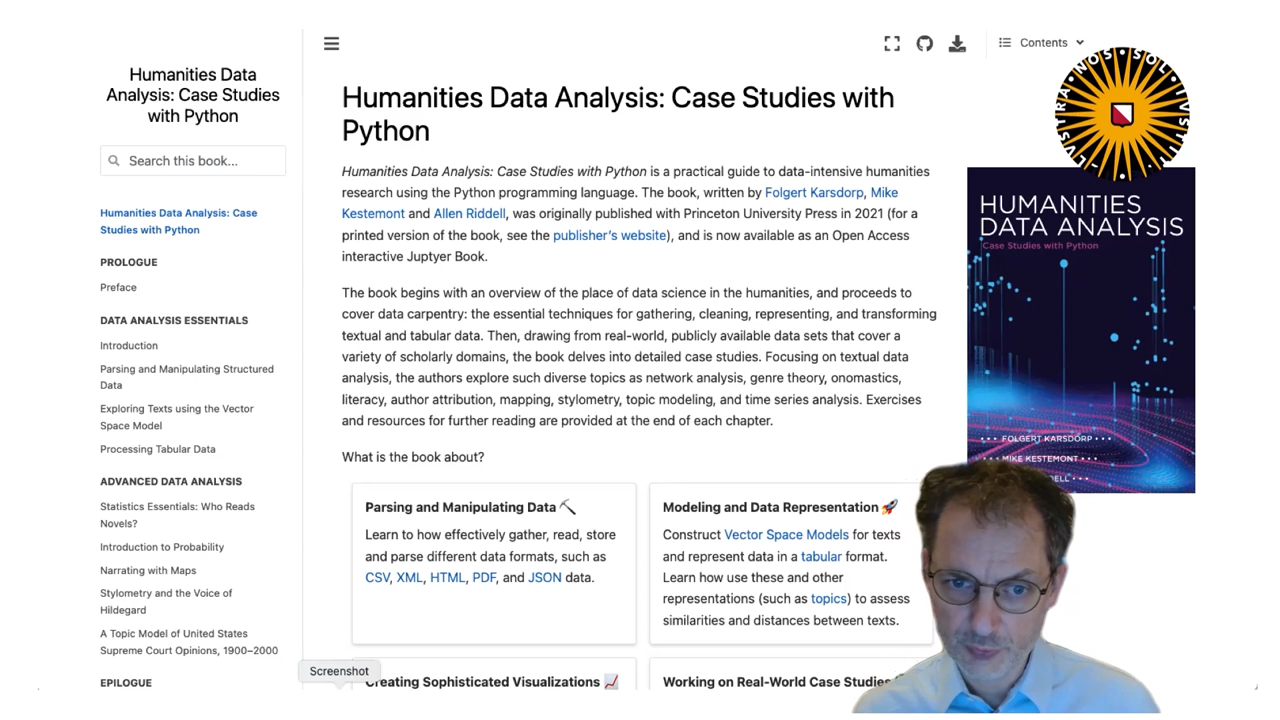 Humanities Data
Analysis: Case Studies
with Python
Search this book...
Humanities Data Analysis: Case
Studies with Python
PROLOGUE
Preface
DATA ANALYSIS ESSENTIALS
Introduction
Parsing and Manipulating Structured
Data
Exploring Texts using the Vector
Space Model
Processing Tabular Data
ADVANCED DATA ANALYSIS
Statistics Essentials: Who Reads
Novels?
Introduction to Probability
Narrating with Maps
Stylometry and the Voice of
Hildegard
A Topic Model of United States
Supreme Court Opinions, 1900–2000
EPILOGUE
Screenshot
Contents
Humanities Data Analysis: Case Studies with
Python
Humanities Data Analysis: Case Studies with Python is a practical guide to data-intensive humanities
research using the Python programming language. The book, written by Folgert Karsdorp, Mike
Kestemont and Allen Riddell, was originally published with Princeton University Press in 2021 (for a
printed version of the book, see the publisher's website), and is now available as an Open Access
interactive Juptyer Book.
The book begins with an overview of the place of data science in the humanities, and proceeds to
cover data carpentry: the essential techniques for gathering, cleaning, representing, and transforming
textual and tabular data. Then, drawing from real-world, publicly available data sets that cover a
variety of scholarly domains, the book delves into detailed case studies. Focusing on textual data
analysis, the authors explore such diverse topics as network analysis, genre theory, onomastics,
literacy, author attribution, mapping, stylometry, topic modeling, and time series analysis. Exercises
and resources for further reading are provided at the end of each chapter.
What is the book about?
Parsing and Manipulating Data
Learn to how effectively gather, read, store
and parse different data formats, such as
CSV, XML, HTML, PDF, and JSON data.
Modeling and Data Representation
Construct Vector Space Models for texts
and represent data in a tabular format.
Learn how use these and other
representations (such as topics) to assess
similarities and distances between texts.
Creating Sophisticated Visualizations
Working on Real-World Case Studies
NOS SOL IVSTI TRA LVSTRA
HUMANITIES
DATA ANALYSIS
Case Studies with Python
FOLGERT KARSDORP
MIKE KESTEMONT